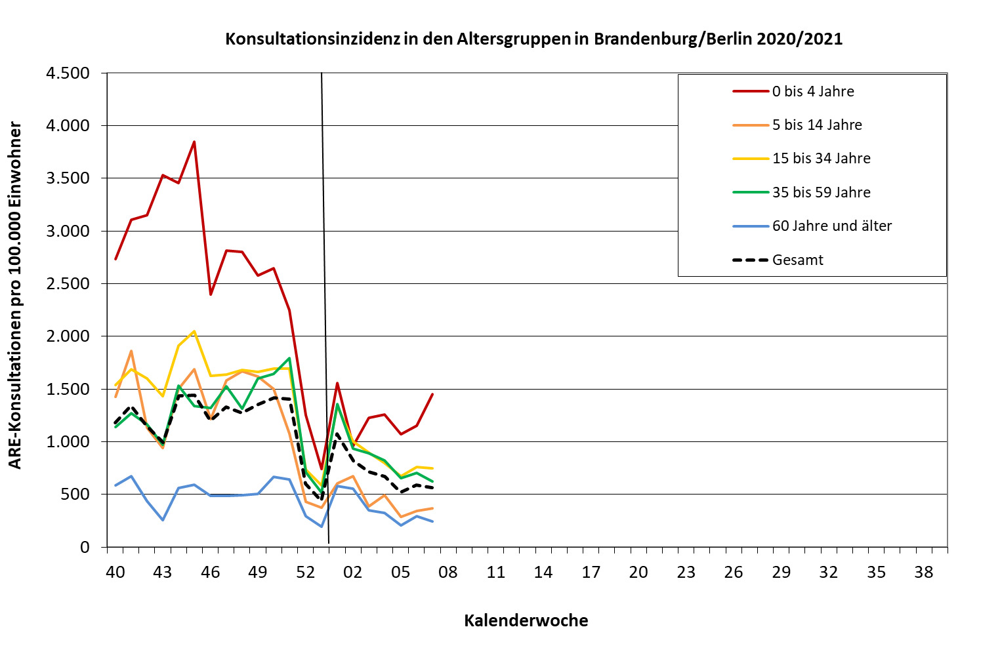 Konsultationsinzidenz in den Altersgruppen in Brandenburg/Berlin 2020/2021
ARE-Konsultationen pro 100.000 Einwohner
4.500
4.000
3.500
3.000
2.500
2.000
1.500
1.000
500
0
0 bis 4 Jahre
5 bis 14 Jahre
15 bis 34 Jahre
35 bis 59 Jahre
60 Jahre und älter
Gesamt
40 43 46 49 52 02 05 08 11 14 17 20 23 26 29 32 35 38
Kalenderwoche